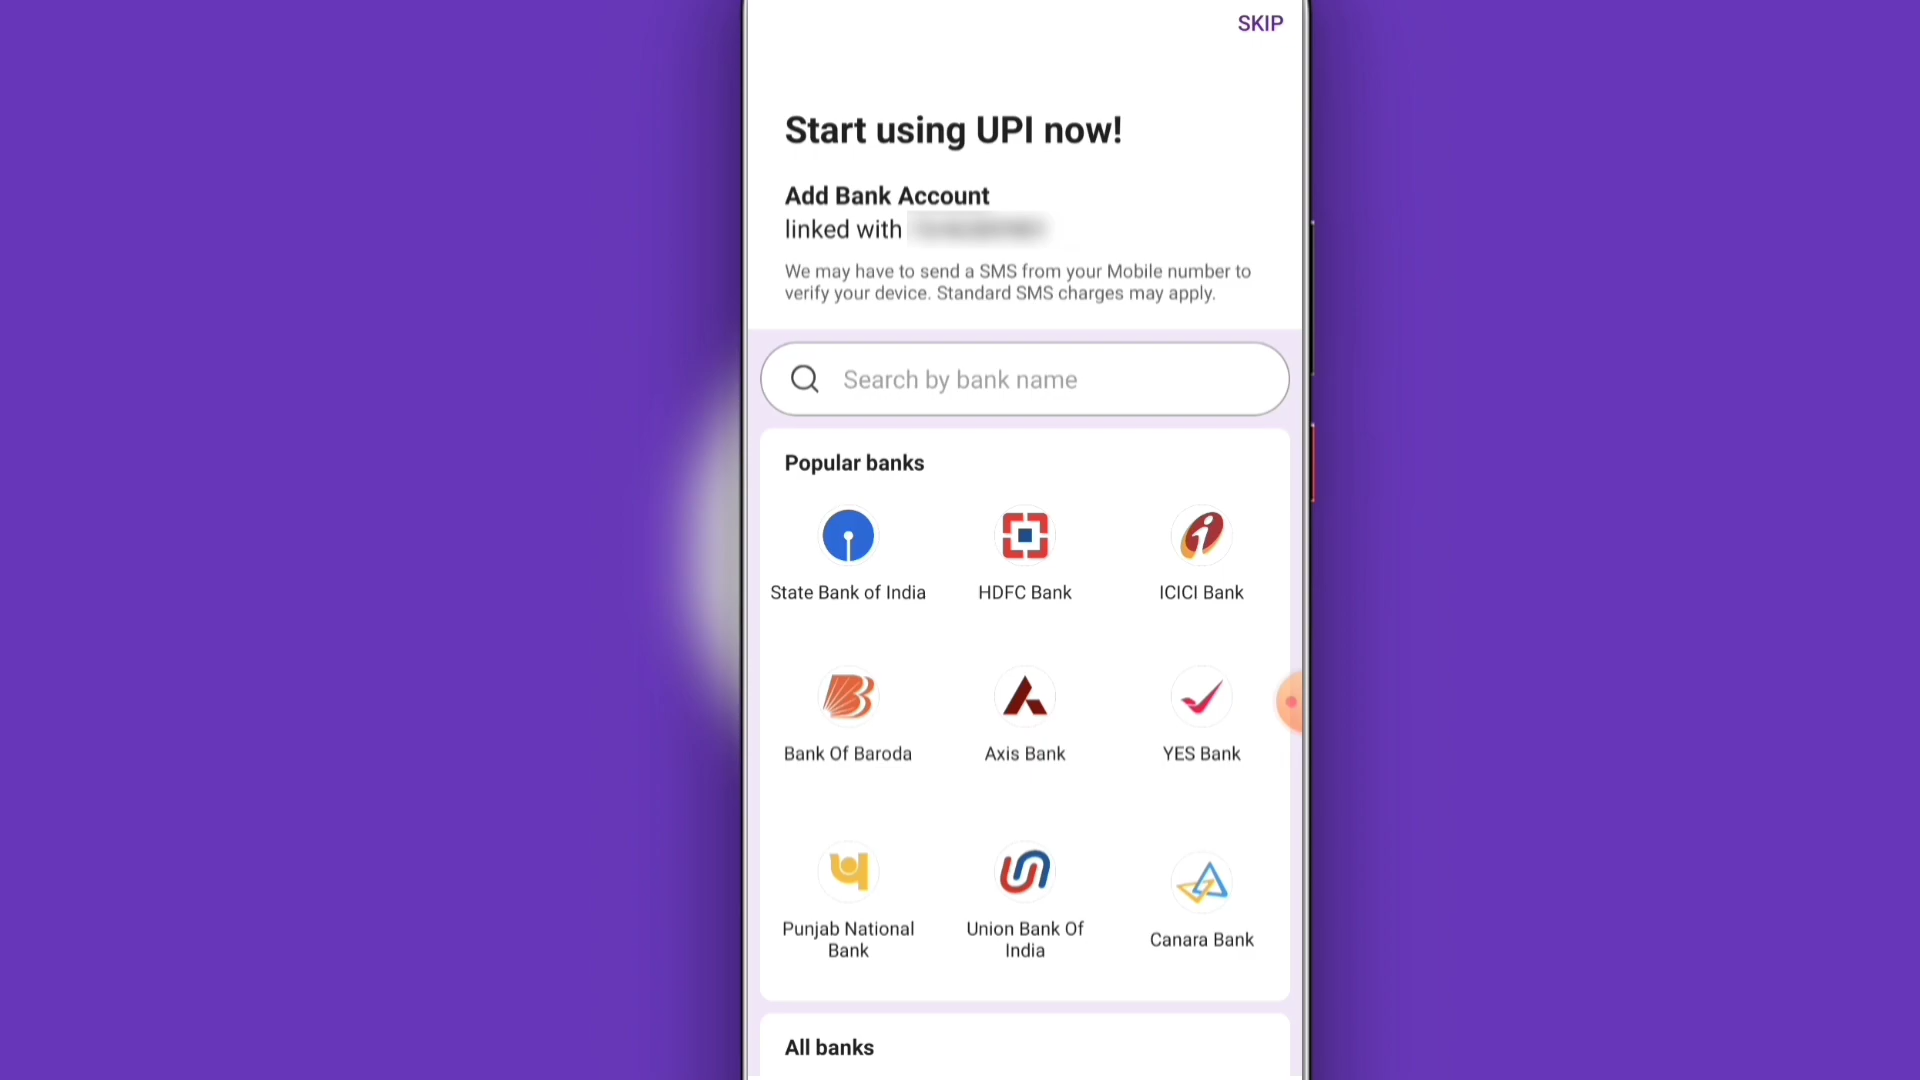 SKIP
Start using UPI now!
Add Bank Account
linked with
We may have to send a SMS from your Mobile number to
verify your device. Standard SMS charges may apply.
Search by bank name
Popular banks
State Bank of India
HDFC Bank
ICICI Bank
Bank Of Baroda
Axis Bank
YES Bank
Punjab National
Bank
Union Bank Of
India
Canara Bank
All banks